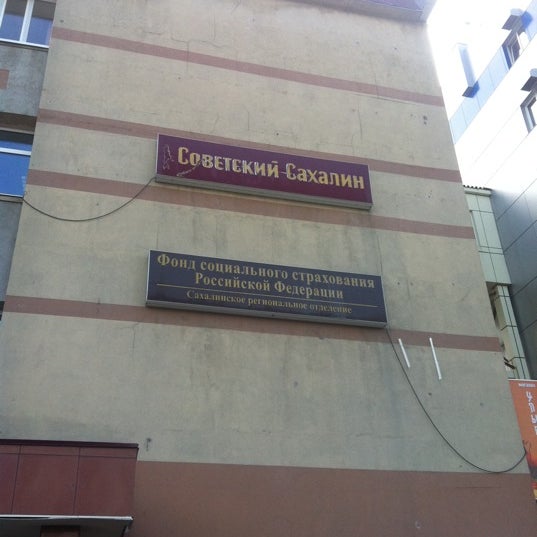 Советский Сахалин
Фонд социального страхования
Российской Федерации
Сахалинское региональное отделение